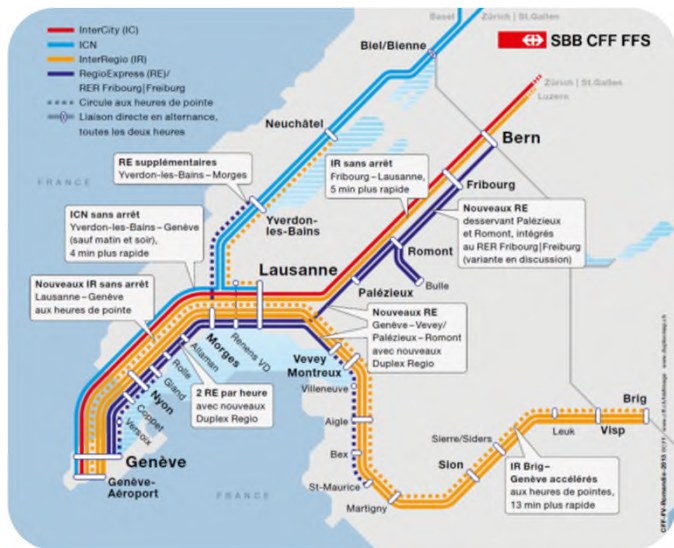 InterCity (IC)
ICN
InterRegio (IR)
RegioExpress (RE)/
RER Fribourg|Freiburg
Circule aux heures de pointe
Liaison directe en alternance,
toutes les deux heures
Basel
Zürich | St.Gallen
SBB CFF FFS
Biel/Bienne
Zürich | St.Gallen
Luzern
Neuchâtel
Bern
RE supplémentaires
Yverdon-les-Bains – Morges
IR sans arrêt
Fribourg – Lausanne,
5 min plus rapide
FRANCE
Fribourg
Yverdon-
les-Bains
ICN sans arrêt
Yverdon-les-Bains – Genève
(sauf matin et soir),
4 min plus rapide
Nouveaux RE
desservant Palézieux
et Romont, intégrés
au RER Fribourg|Freiburg
(variante en discussion)
Romont
Bulle
Lausanne
Palézieux
Nouveaux IR sans arrêt
Lausanne – Genève
aux heures de pointe
Nouveaux RE
Genève – Vevey/
Palézieux – Romont
avec nouveaux
Duplex Regio
Morges
Renens VD
Allaman
Rolle
Gland
Nyon
Coppet
Versoix
Vevey
Montreux
Villeneuve
2 RE par heure
avec nouveaux
Duplex Regio
Aigle
Bex
St-Maurice
Martigny
Sion
Sierre/Siders
Leuk
Visp
Brig
Genève
Genève-
Aéroport
FRANCE
IR Brig–
Genève accélérés
aux heures de pointes,
13 min plus rapide